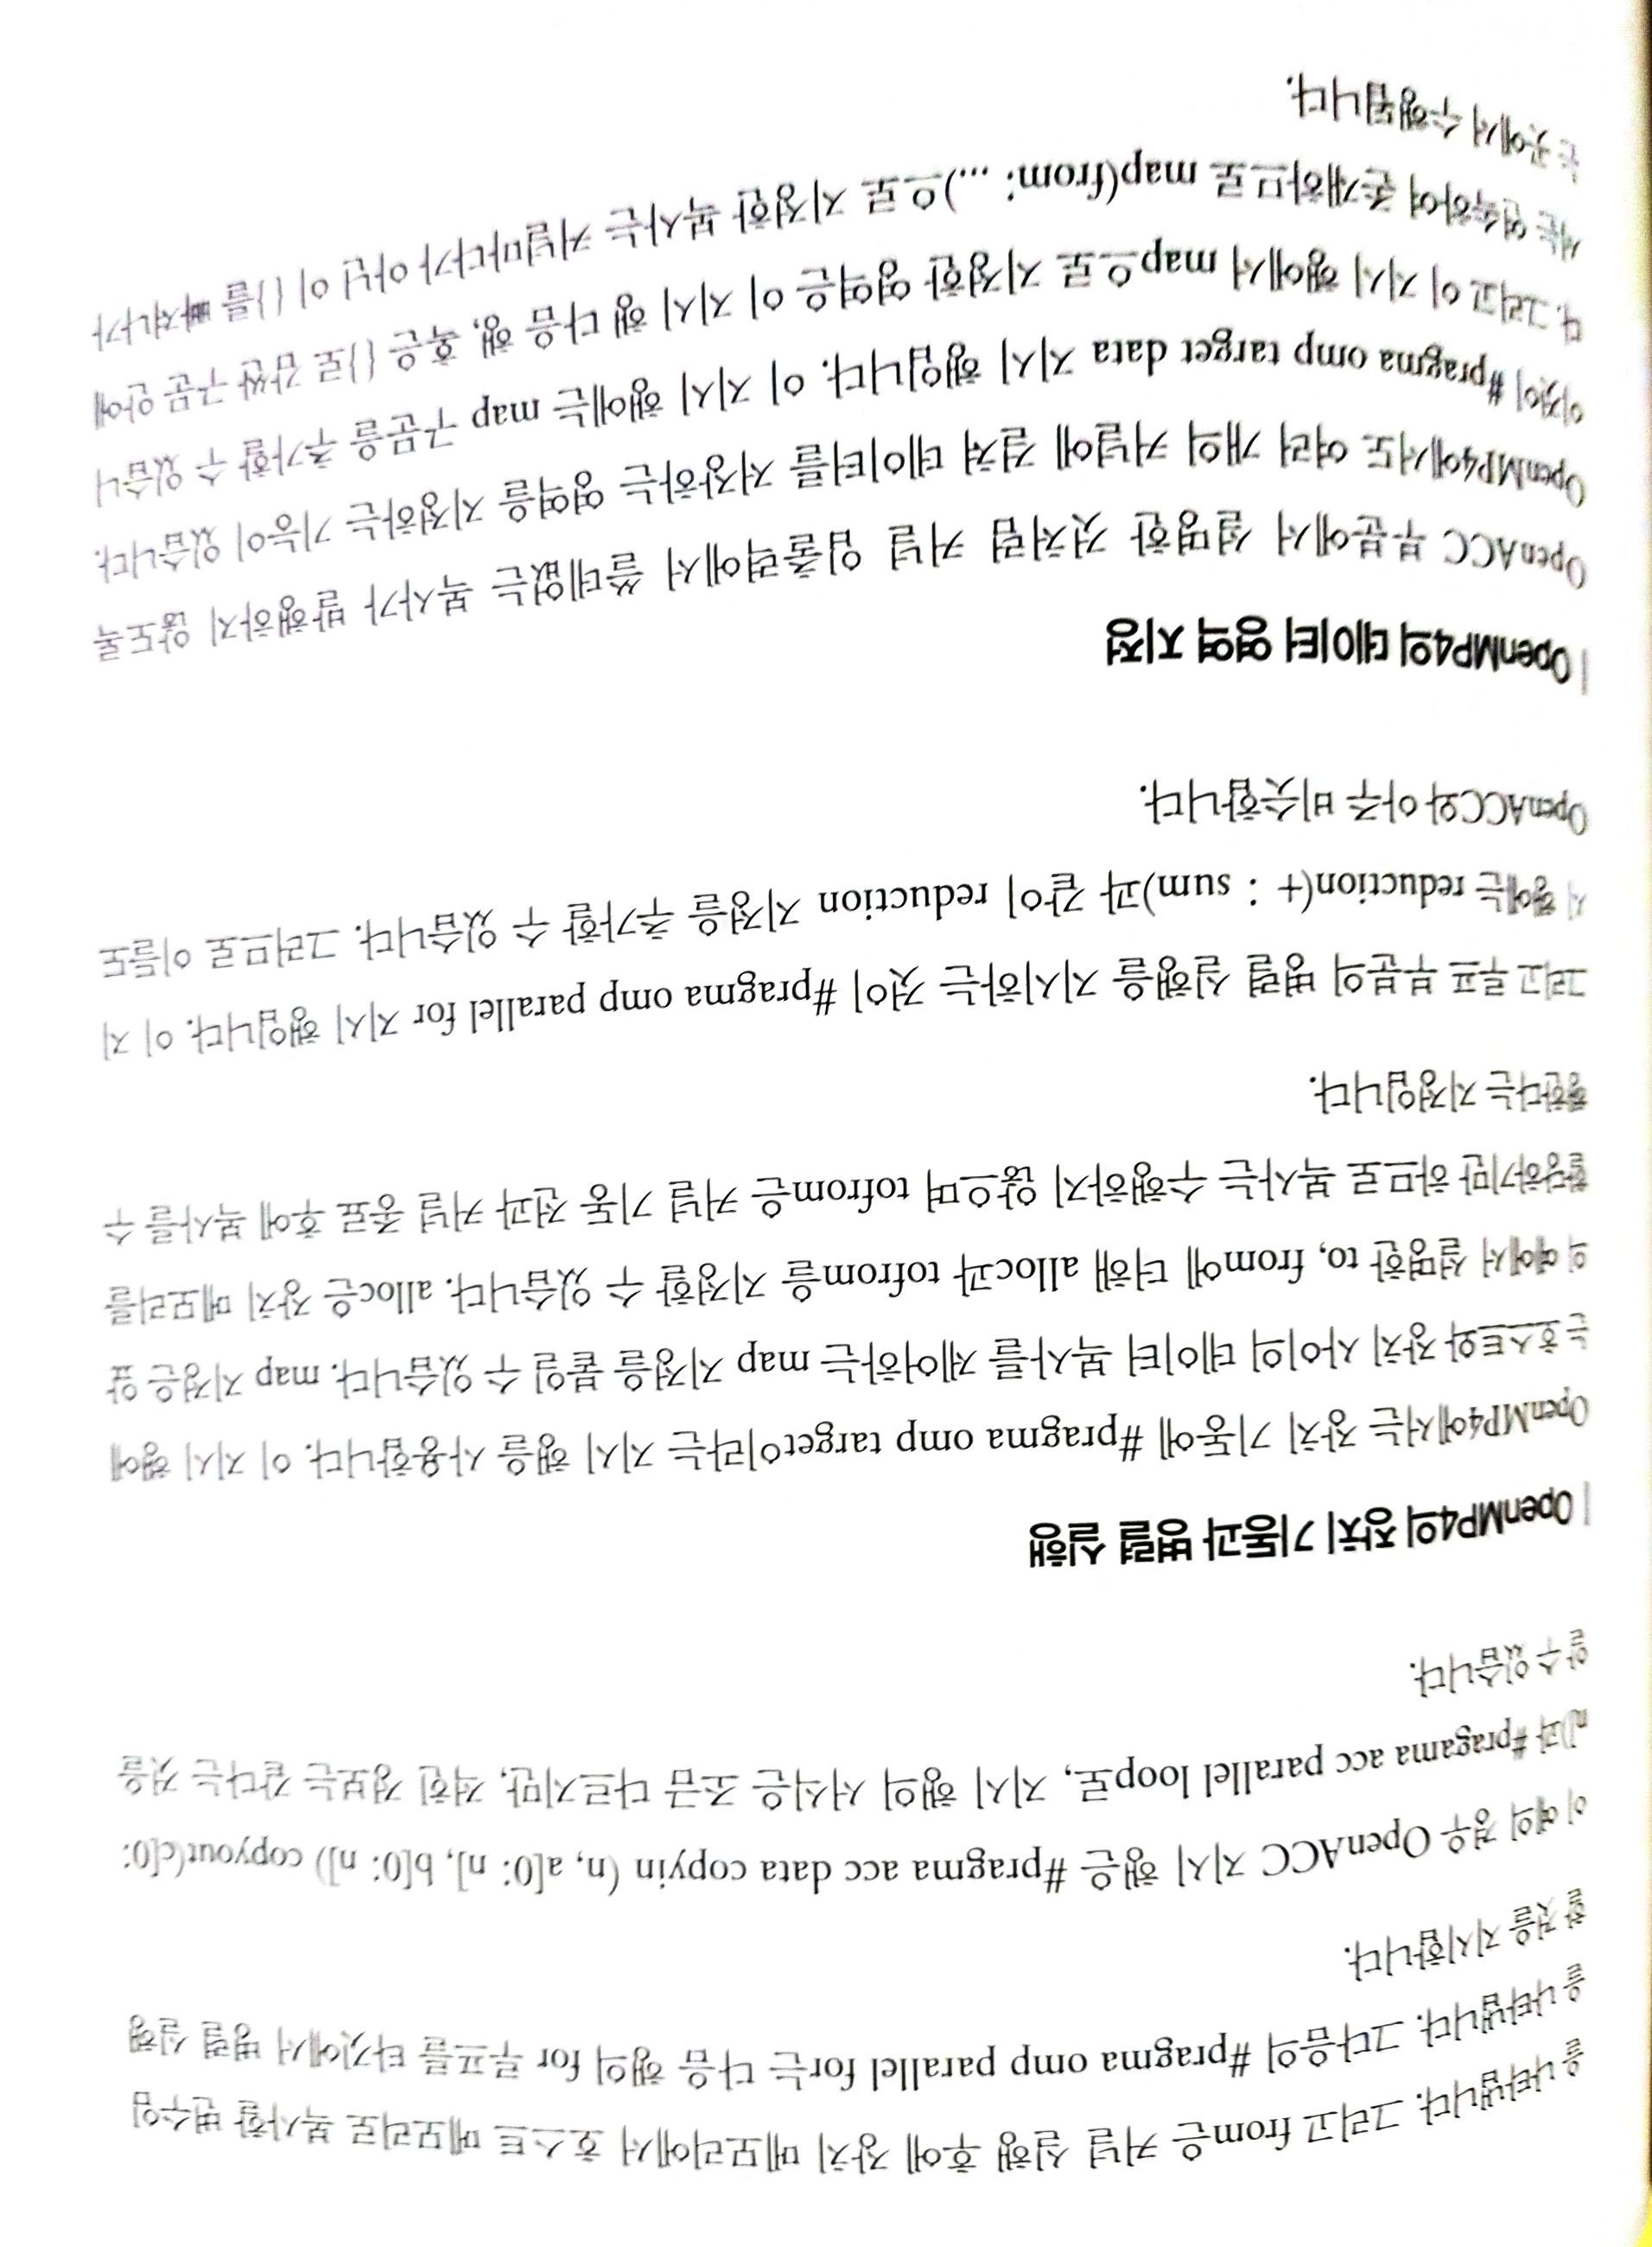 을 나타냅니다. 그리고 from은 커널 실행 후에 장치 메모리에서 호스트 메모리로 복사할 변수임
을 나타냅니다. 그다음의 #pragma omp parallel for는 다음 행의 for 루프를 타깃에서 병렬 실행
할 것을 지시합니다.
이 예의 경우 OpenACC 지시 행은 #pragma acc data copyin (n, a[0: n], b[0: n]) copyout(c[0:
n])과 #pragama acc parallel loop로, 지시 행의 서식은 조금 다르지만, 적힌 정보는 같다는 것을
알 수 있습니다.
| OpenMP4의 장치 기동과 병렬 실행
OpenMP4에서는 장치 기동에 #pragma omp target이라는 지시 행을 사용합니다. 이 지시 행에
는 호스트와 장치 사이의 데이터 복사를 제어하는 map 지정을 붙일 수 있습니다. map 지정은 앞
의 예에서 설명한 to, from에 더해 alloc과 tofrom을 지정할 수 있습니다. alloc은 장치 메모리를
할당하기만 하므로 복사는 수행하지 않으며 tofrom은 커널 기동 전과 커널 종료 후에 복사를 수
행한다는 지정입니다.
그리고 루프 부분의 병렬 실행을 지시하는 것이 #pragma omp parallel for 지시 행입니다. 이 지
시 행에는 reduction(+ : sum)과 같이 reduction 지정을 추가할 수 있습니다. 그러므로 이들도
OpenACC와 아주 비슷합니다.
| OpenMP4의 데이터 영역 지정
OpenACC 부분에서 설명한 것처럼 커널 입출력에서 쓸데없는 복사가 발행하지 않도록
OpenMP4에서도 여러 개의 커널에 걸쳐 데이터를 저장하는 영역을 지정하는 기능이 있습니다.
이것이 #pragma omp target data 지시 행입니다. 이 지시 행에는 map 구문을 추가할 수 있습니
다. 그리고 이 지시 행에서 map으로 지정한 영역은 이 지시 행 다음 행, 혹은 { }로 감싼 구문 안에
서는 연속하여 존재하므로 map(from: ...)으로 지정한 복사는 커널마다가 아닌 이 { }를 빠져나가
는 곳에서 수행됩니다.